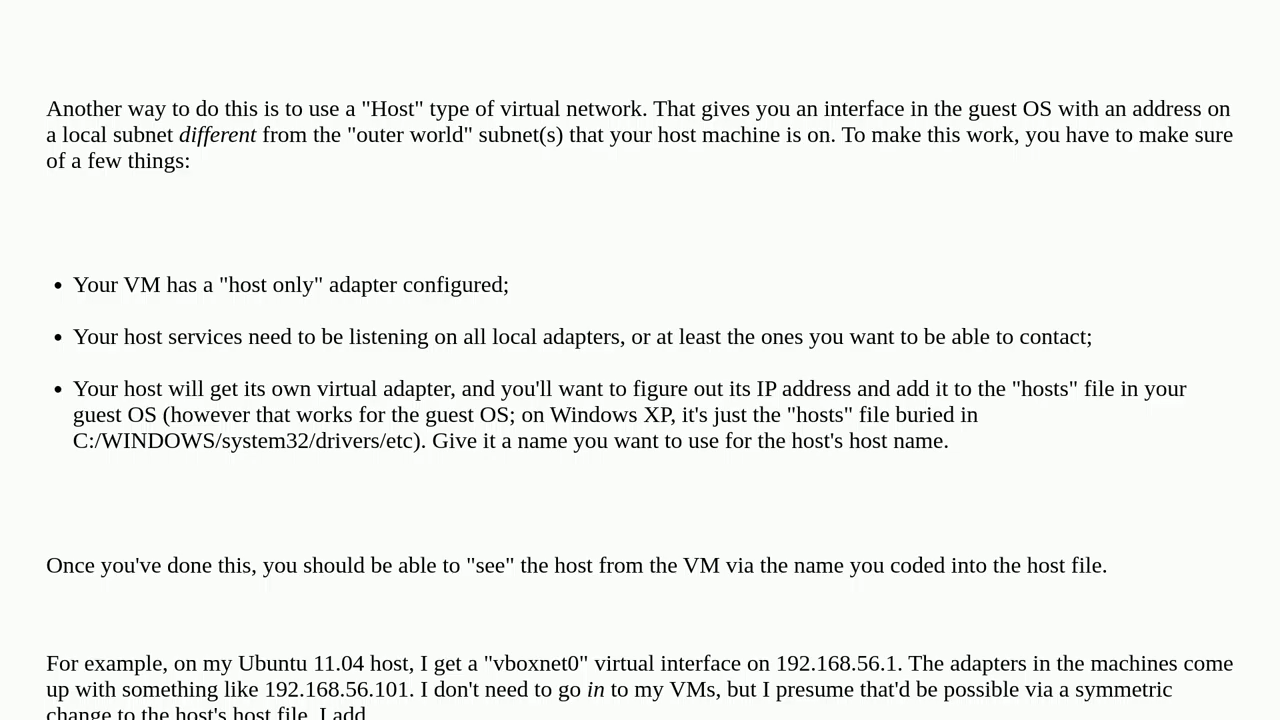 Another way to do this is to use a "Host" type of virtual network. That gives you an interface in the guest OS with an address on
a local subnet different from the "outer world" subnet(s) that your host machine is on. To make this work, you have to make sure
of a few things:
• Your VM has a "host only" adapter configured;
• Your host services need to be listening on all local adapters, or at least the ones you want to be able to contact;
• Your host will get its own virtual adapter, and you'll want to figure out its IP address and add it to the "hosts" file in your
guest OS (however that works for the guest OS; on Windows XP, it's just the "hosts" file buried in
C:/WINDOWS/system32/drivers/etc). Give it a name you want to use for the host's host name.
Once you've done this, you should be able to "see" the host from the VM via the name you coded into the host file.
For example, on my Ubuntu 11.04 host, I get a "vboxnet0" virtual interface on 192.168.56.1. The adapters in the machines come
up with something like 192.168.56.101. I don't need to go in to my VMs, but I presume that'd be possible via a symmetric
change to the host's host file. I add